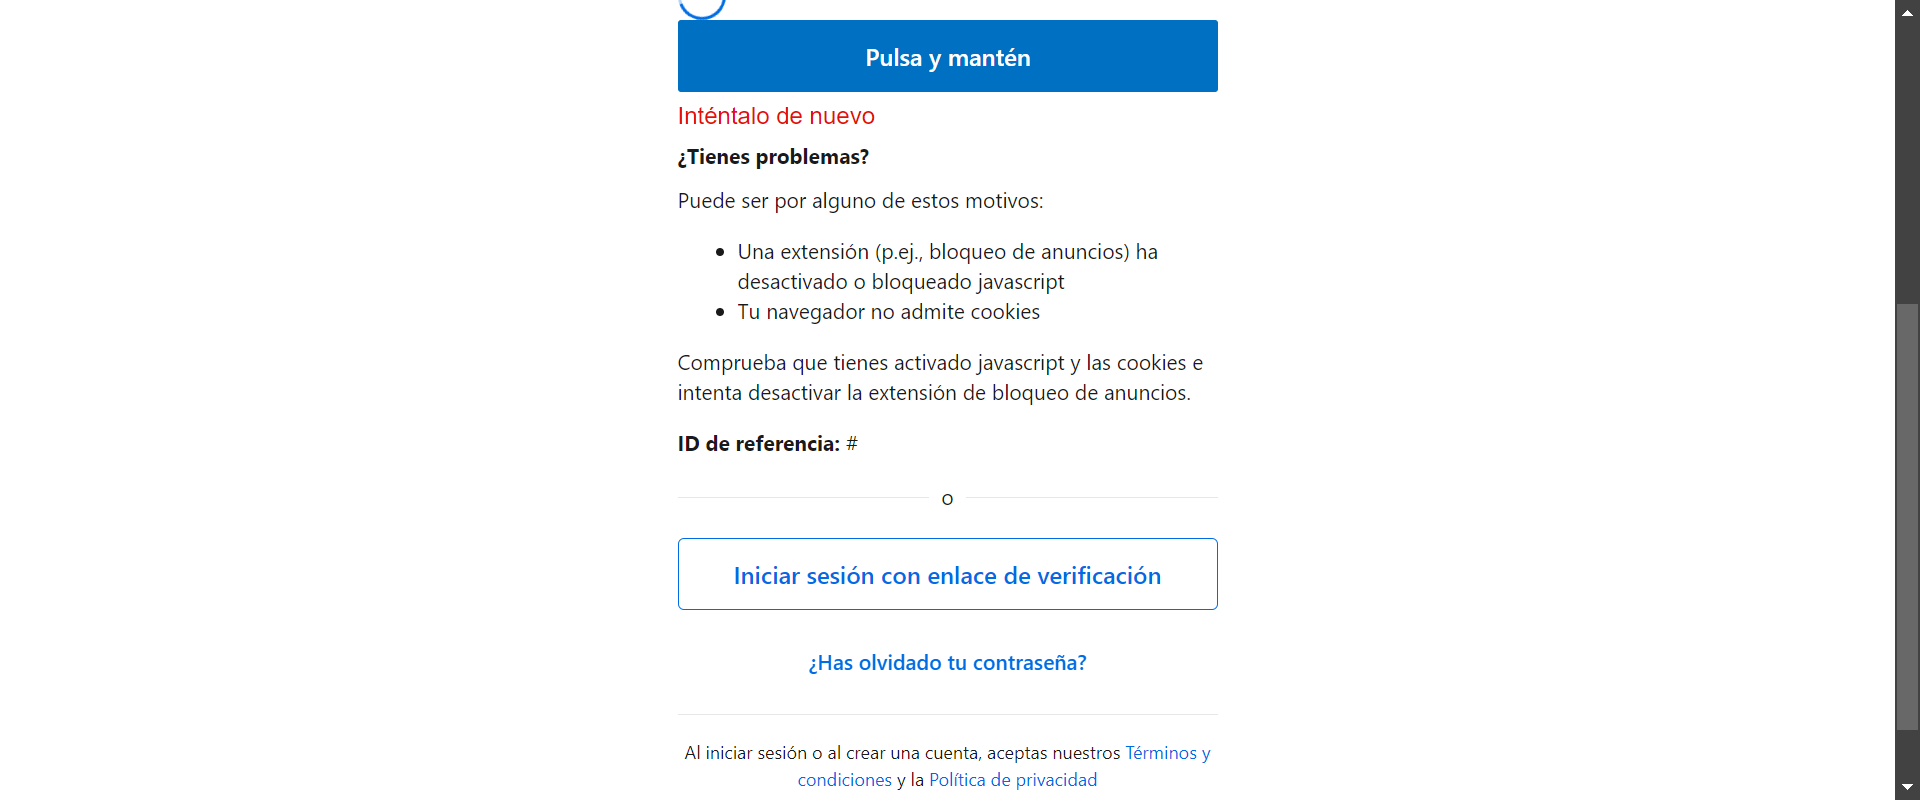 Pulsa y mantén
Inténtalo de nuevo
¿Tienes problemas?
Puede ser por alguno de estos motivos:
Una extensión (p.ej., bloqueo de anuncios) ha
desactivado o bloqueado javascript
Tu navegador no admite cookies
Comprueba que tienes activado javascript y las cookies e
intenta desactivar la extensión de bloqueo de anuncios.
ID de referencia: #
o
Iniciar sesión con enlace de verificación
¿Has olvidado tu contraseña?
Al iniciar sesión o al crear una cuenta, aceptas nuestros Términos y
condiciones y la Política de privacidad